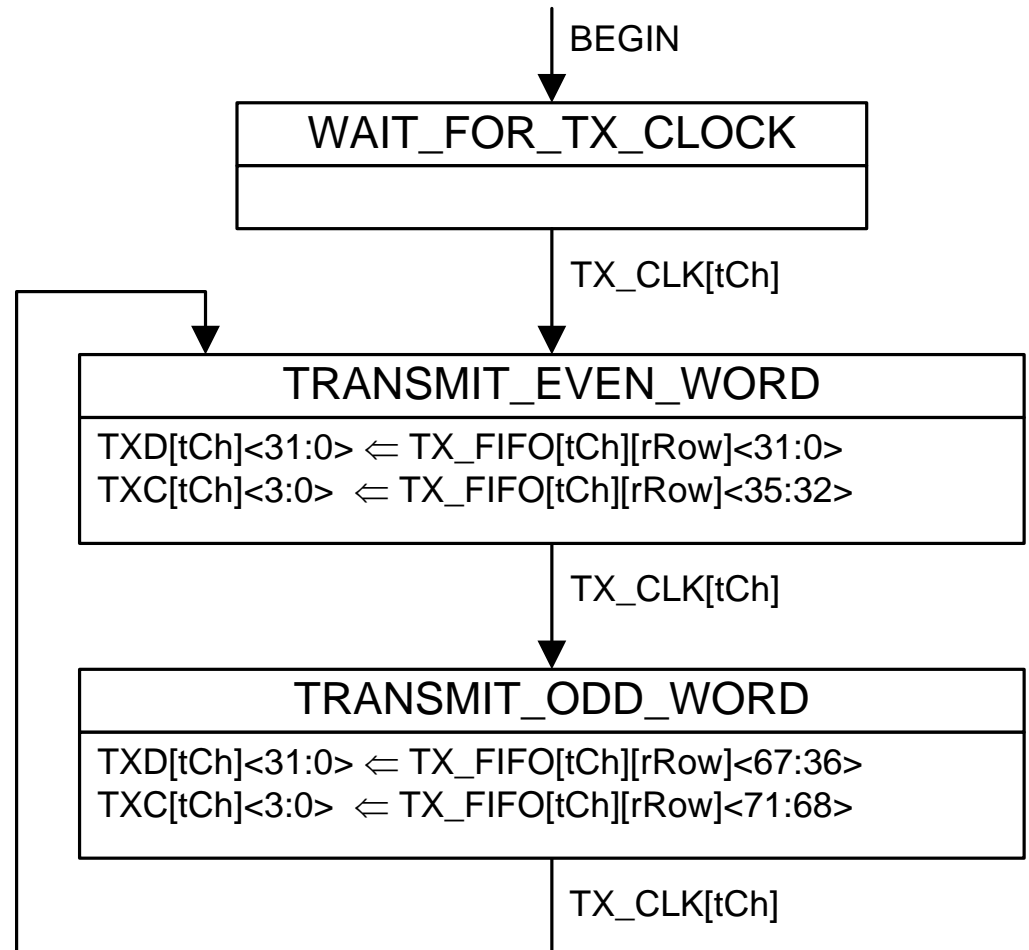 BEGIN
WAIT_FOR_TX_CLOCK
TX_CLK[tCh]
TRANSMIT_EVEN_WORD
TXD[tCh]<31:0> ⇐ TX_FIFO[tCh][rRow]<31:0>
TXC[tCh]<3:0> ⇐ TX_FIFO[tCh][rRow]<35:32>
TX_CLK[tCh]
TRANSMIT_ODD_WORD
TXD[tCh]<31:0> ⇐ TX_FIFO[tCh][rRow]<67:36>
TXC[tCh]<3:0> ⇐ TX_FIFO[tCh][rRow]<71:68>
TX_CLK[tCh]